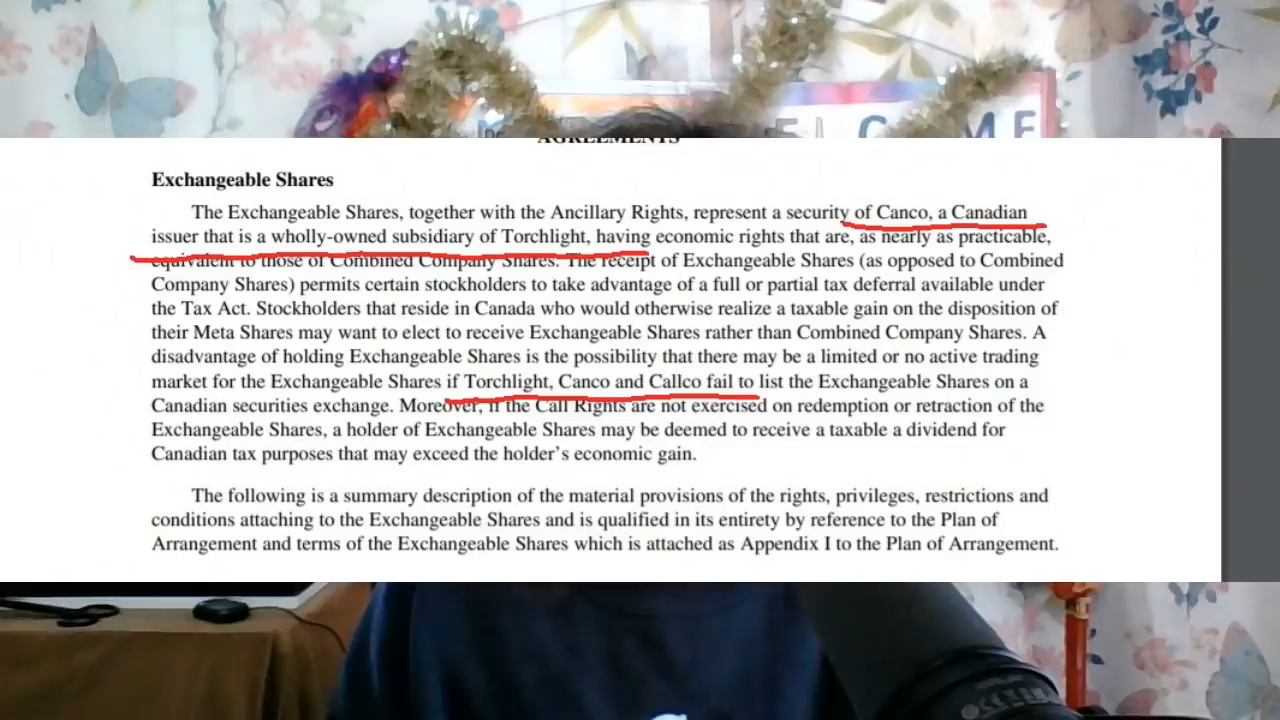 ELCOME
AGREEMENTS
Exchangeable Shares
The Exchangeable Shares, together with the Ancillary Rights, represent a security of Canco, a Canadian
issuer that is a wholly-owned subsidiary of Torchlight, having economic rights that are, as nearly as practicable,
equivalent to those of Combined Company Shares. The receipt of Exchangeable Shares (as opposed to Combined
Company Shares) permits certain stockholders to take advantage of a full or partial tax deferral available under
the Tax Act. Stockholders that reside in Canada who would otherwise realize a taxable gain on the disposition of
their Meta Shares may want to elect to receive Exchangeable Shares rather than Combined Company Shares. A
disadvantage of holding Exchangeable Shares is the possibility that there may be a limited or no active trading
market for the Exchangeable Shares if Torchlight, Canco and Callco fail to list the Exchangeable Shares on a
Canadian securities exchange. Moreover, if the Call Rights are not exercised on redemption or retraction of the
Exchangeable Shares, a holder of Exchangeable Shares may be deemed to receive a taxable a dividend for
Canadian tax purposes that may exceed the holder's economic gain.
The following is a summary description of the material provisions of the rights, privileges, restrictions and
conditions attaching to the Exchangeable Shares and is qualified in its entirety by reference to the Plan of
Arrangement and terms of the Exchangeable Shares which is attached as Appendix I to the Plan of Arrangement.